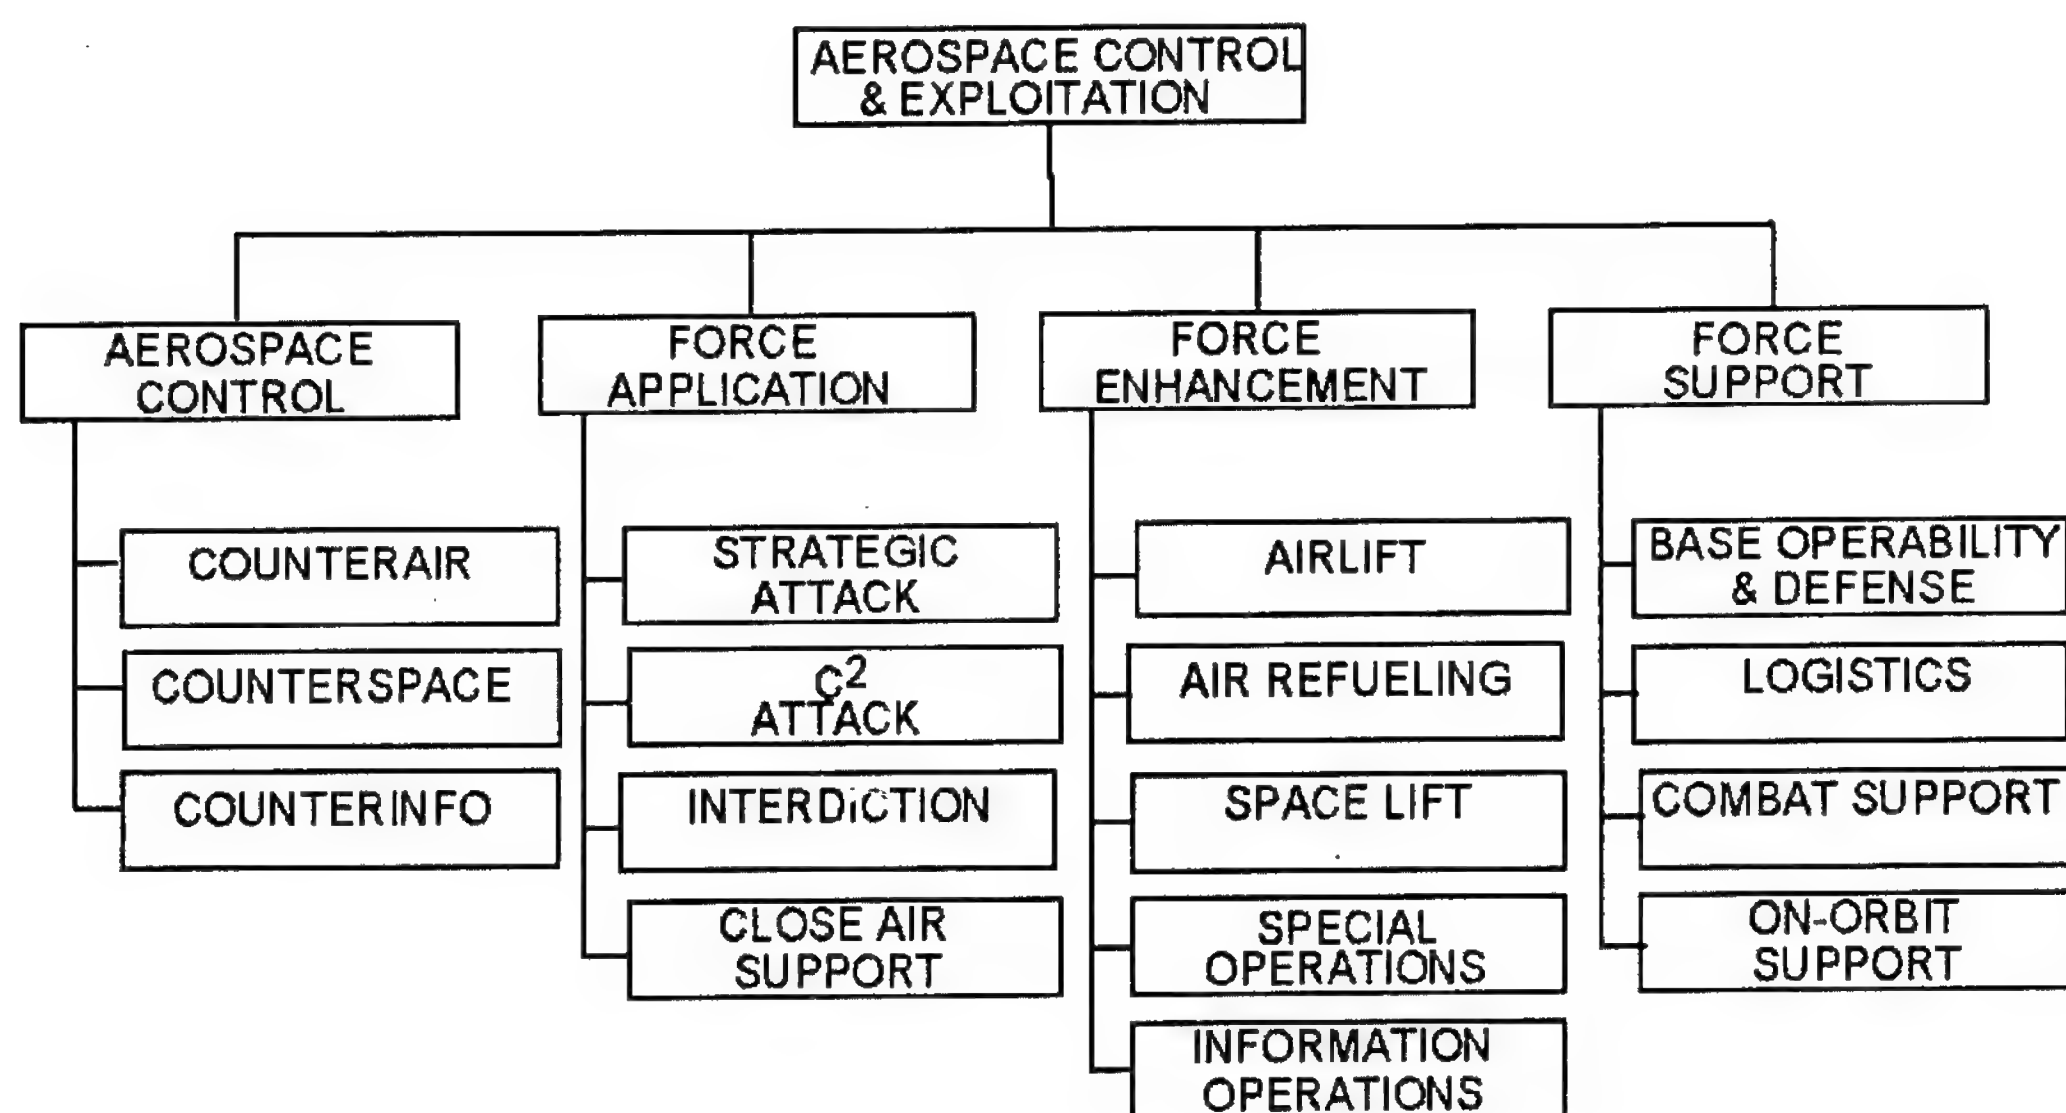 AEROSPACE CONTROL
& EXPLOITATION
AEROSPACE
CONTROL
FORCE
APPLICATION
FORCE
ENHANCEMENT
FORCE
SUPPORT
COUNTERAIR
COUNTERSPACE
COUNTERINFO
STRATEGIC
ATTACK
C²
ATTACK
INTERDiCTION
CLOSE AIR
SUPPORT
AIRLIFT
AIR REFUELING
SPACE LIFT
SPECIAL
OPERATIONS
INFORMATION
OPERATIONS
BASE OPERABILITY
& DEFENSE
LOGISTICS
COMBAT SUPPORT
ON-ORBIT
SUPPORT